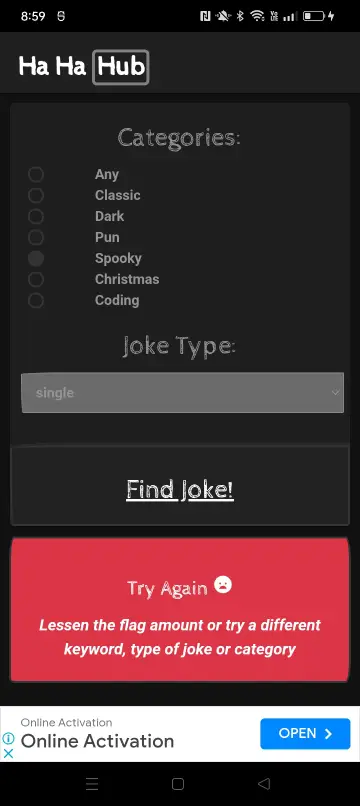 8:59
Ha Ha Hub
Categories:
Any
Classic
Dark
Pun
Spooky
Christmas
Coding
Joke Type:
single
Find Joke!
Try Again
Lessen the flag amount or try a different
keyword, type of joke or category
Online Activation
Online Activation
OPEN